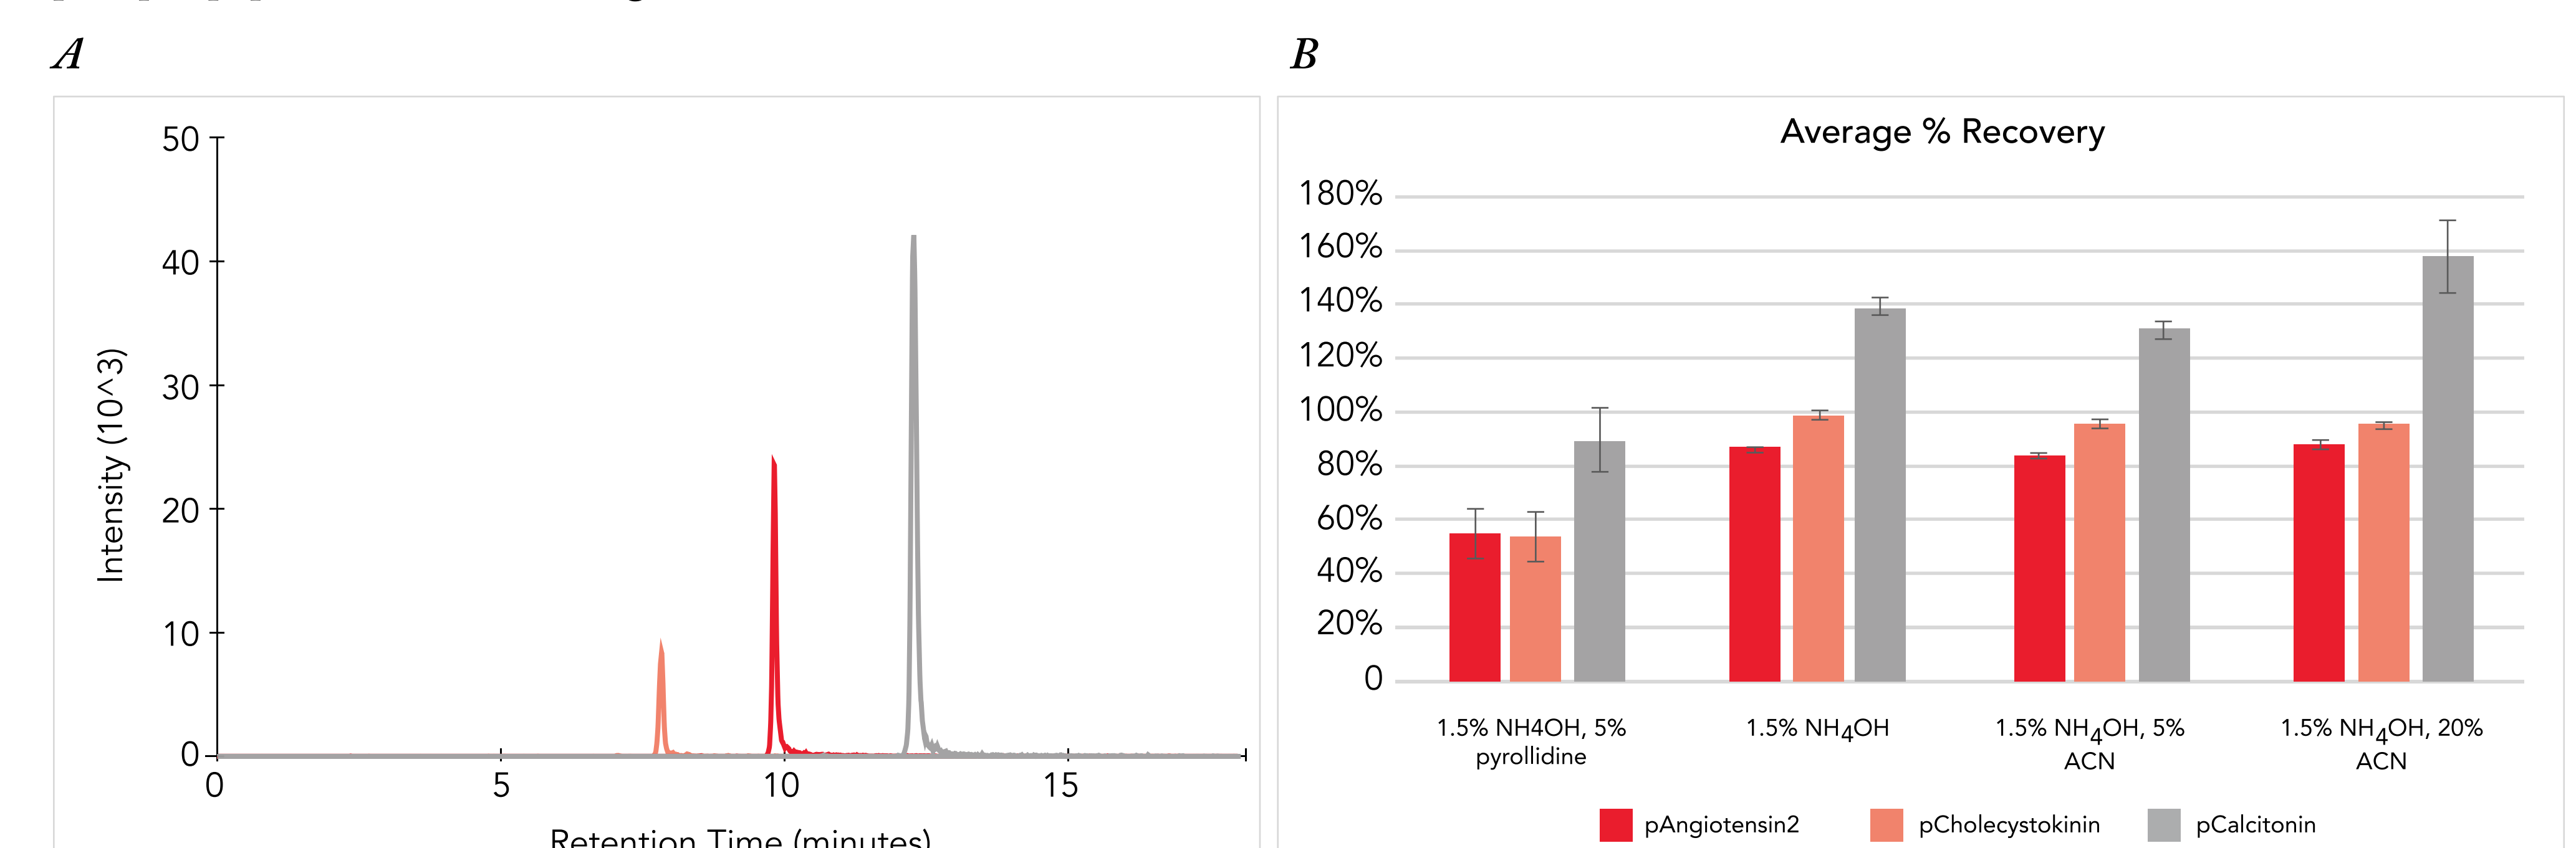 A
50
40
30
20
10
0
Intensity (10^3)
0 5 10 15
Retention Time (minutes)
B
Average % Recovery
180%
160%
140%
120%
100%
80%
60%
40%
20%
0
1.5% NH4OH, 5%
pyrollidine
1.5% NH4OH
1.5% NH4OH, 5%
ACN
1.5% NH4OH, 20%
ACN
pAngiotensin2 pCholecystokinin pCalcitonin